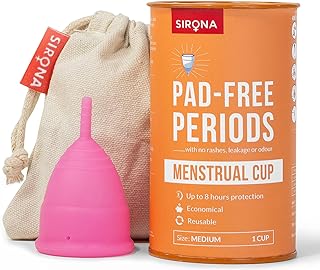 SIRONA
SIRONA
PAD-FREE
PERIODS
...with no rashes, leakage or odour
MENSTRUAL CUP
Up to 8 hours protection
Economical
Reusable
Size: MEDIUM
1 CUP